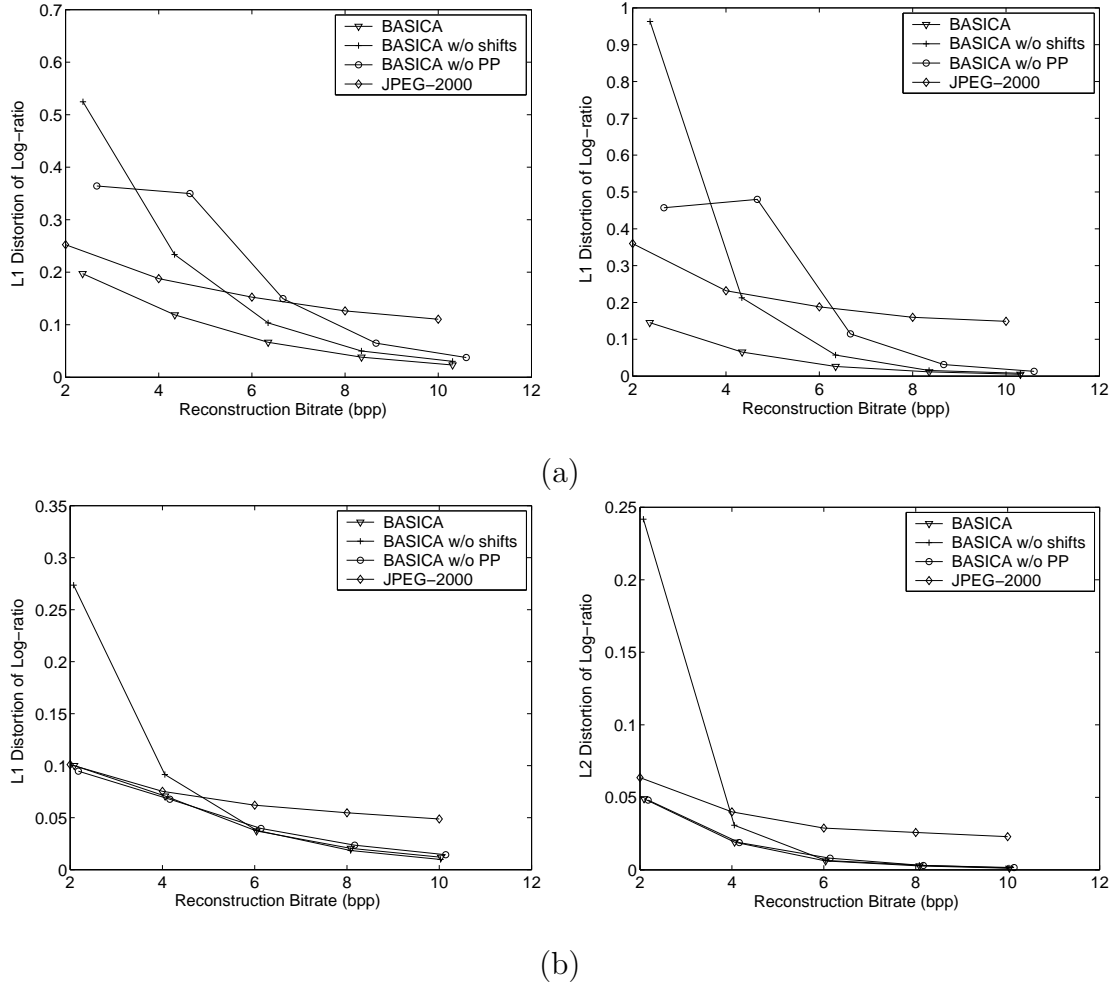 0.7
0.6
0.5
0.4
0.3
0.2
0.1
0
2
4
6
8
10
12
L1 Distortion of Log−ratio
Reconstruction Bitrate (bpp)
BASICA
BASICA w/o shifts
BASICA w/o PP
JPEG−2000
1
0.9
0.8
0.7
0.6
0.5
0.4
0.3
0.2
0.1
0
2
4
6
8
10
12
L1 Distortion of Log−ratio
Reconstruction Bitrate (bpp)
BASICA
BASICA w/o shifts
BASICA w/o PP
JPEG−2000
(a)
0.35
0.3
0.25
0.2
0.15
0.1
0.05
0
2
4
6
8
10
12
L1 Distortion of Log−ratio
Reconstruction Bitrate (bpp)
BASICA
BASICA w/o shifts
BASICA w/o PP
JPEG−2000
0.25
0.2
0.15
0.1
0.05
0
2
4
6
8
10
12
L2 Distortion of Log−ratio
Reconstruction Bitrate (bpp)
BASICA
BASICA w/o shifts
BASICA w/o PP
JPEG−2000
(b)